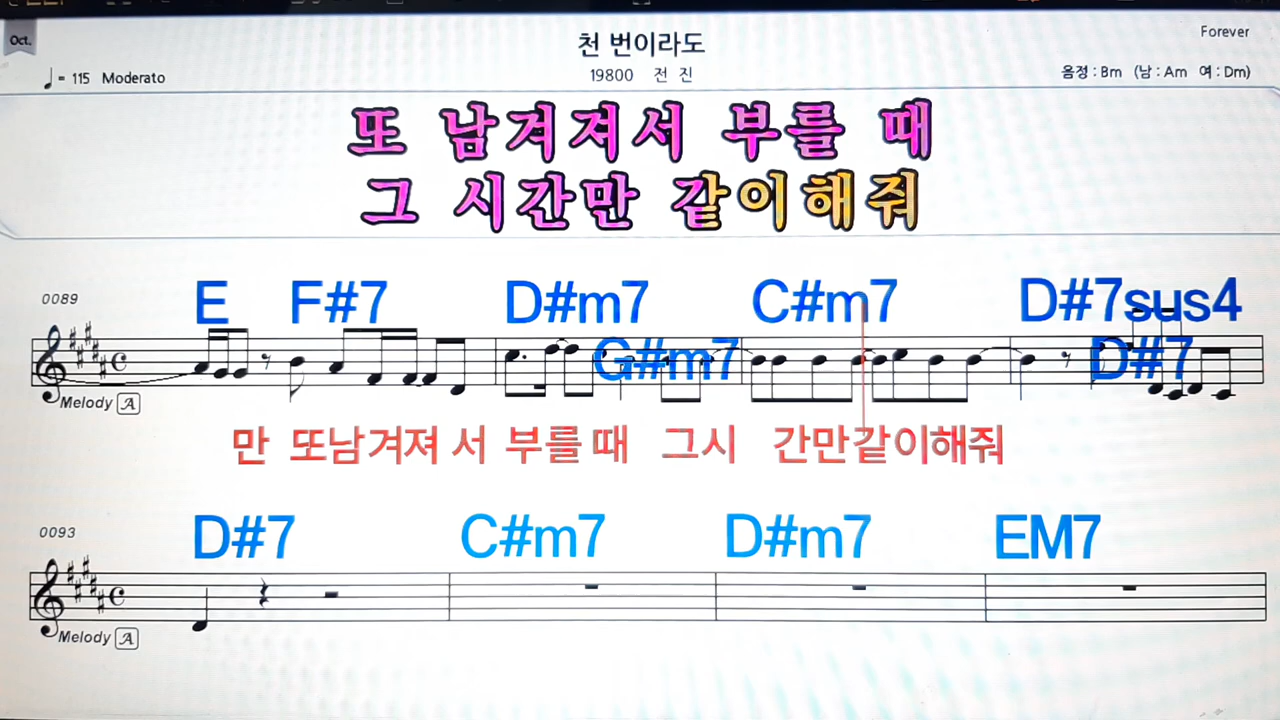 Oct.
천 번이라도
Forever
♩= 115 Moderato
19800 전 진
음정 : Bm (남 : Am 여 : Dm)
또 남겨져서 부를 때
그 시간만 같이해줘
0089
E F#7 D#m7 G#m7 C#m7 D#7sus4 D#7
Melody A
만 또남겨져 서 부를때 그시 간만같이해줘
0093
D#7 C#m7 D#m7 EM7
Melody A